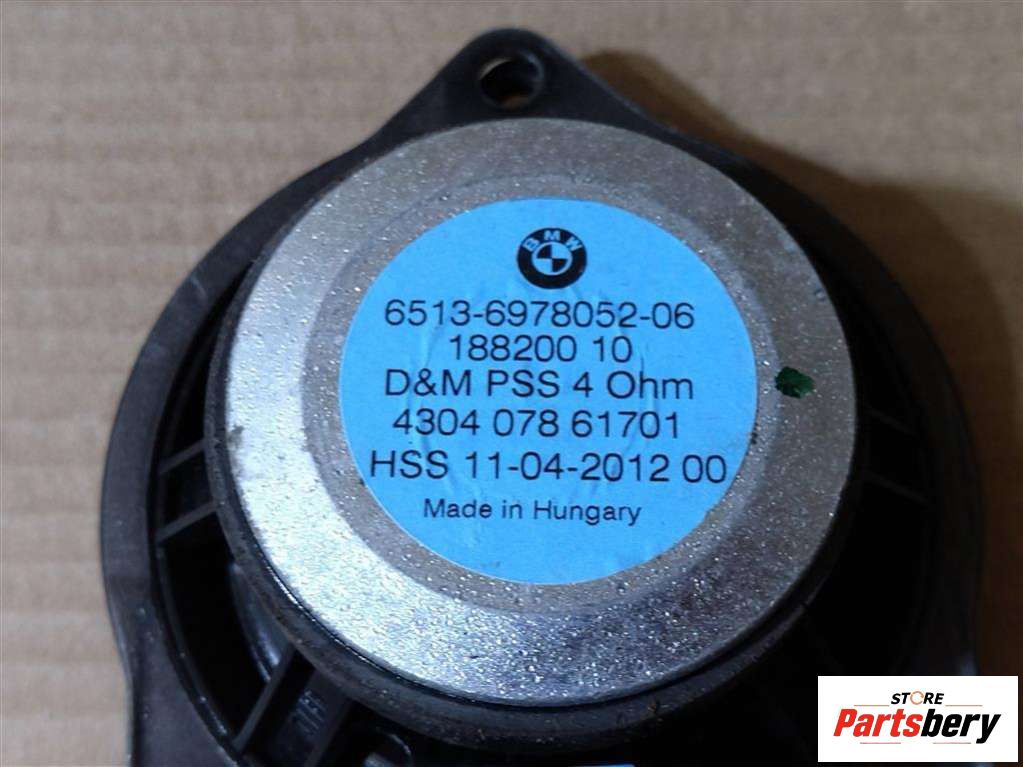 BMW
6513-6978052-06
188200 10
D&M PSS 4 Ohm
4304 078 61701
HSS 11-04-2012 00
Made in Hungary
STORE
Partsbery